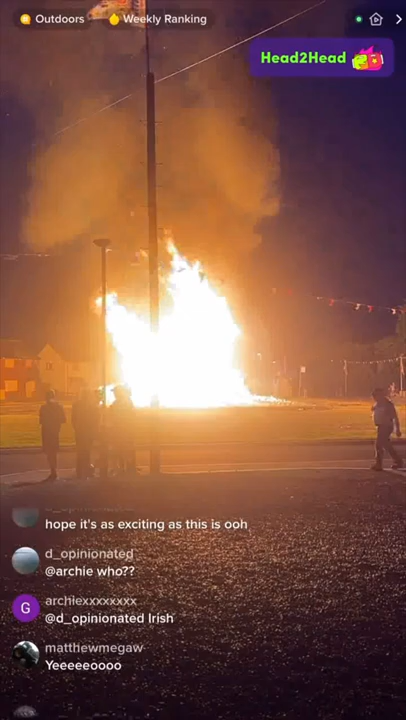 Outdoors
Weekly Ranking
Head2Head
hope it's as exciting as this is ooh
d_opinionated
@archie who??
archiexxxxxxxx
@d_opinionated Irish
matthewmegaw
Yeeeeeoooo